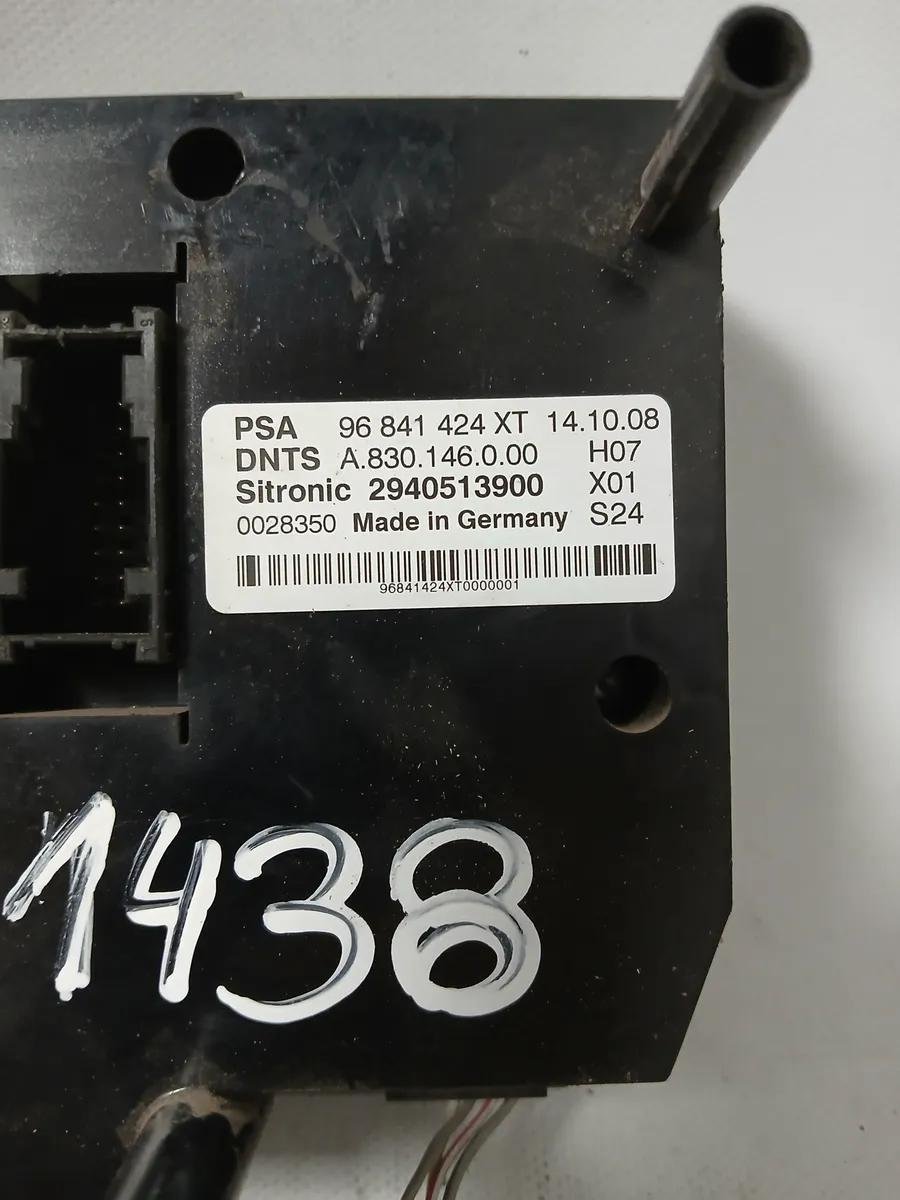 PSA 96 841 424 XT 14.10.08
DNTS A.830.146.0.00 H07
Sitronic 2940513900 X01
0028350 Made in Germany S24
96841424XT0000001
1438